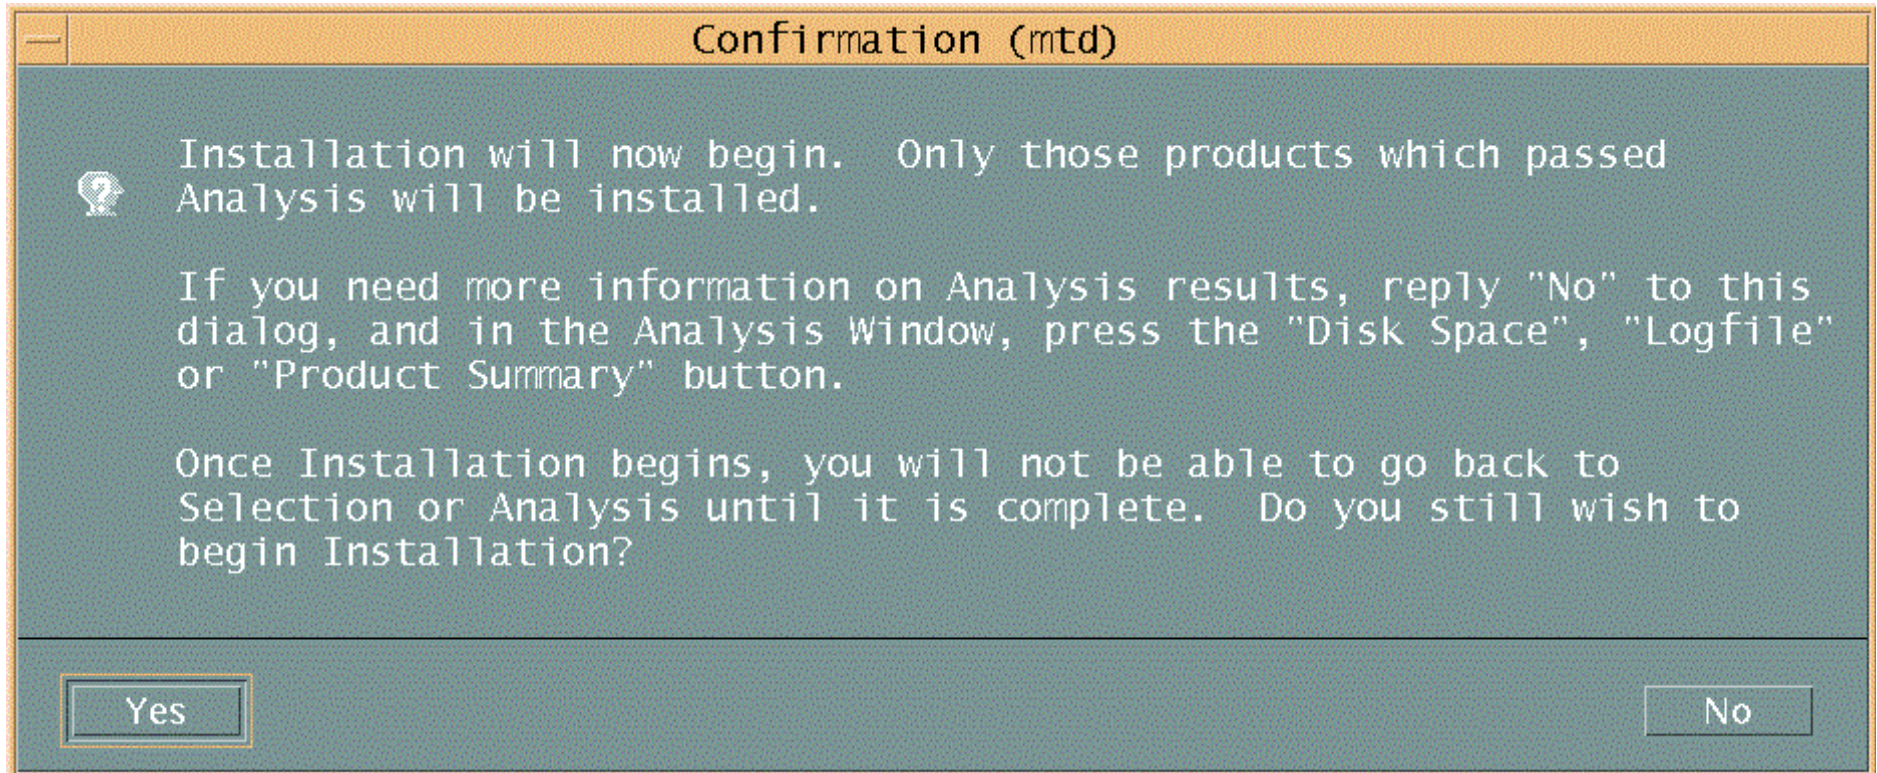 Confirmation (mtd)
Installation will now begin.  Only those products which passed
Analysis will be installed.
If you need more information on Analysis results, reply "No" to this
dialog, and in the Analysis Window, press the "Disk Space", "Logfile"
or "Product Summary" button.
Once Installation begins, you will not be able to go back to
Selection or Analysis until it is complete.  Do you still wish to
begin Installation?
Yes
No